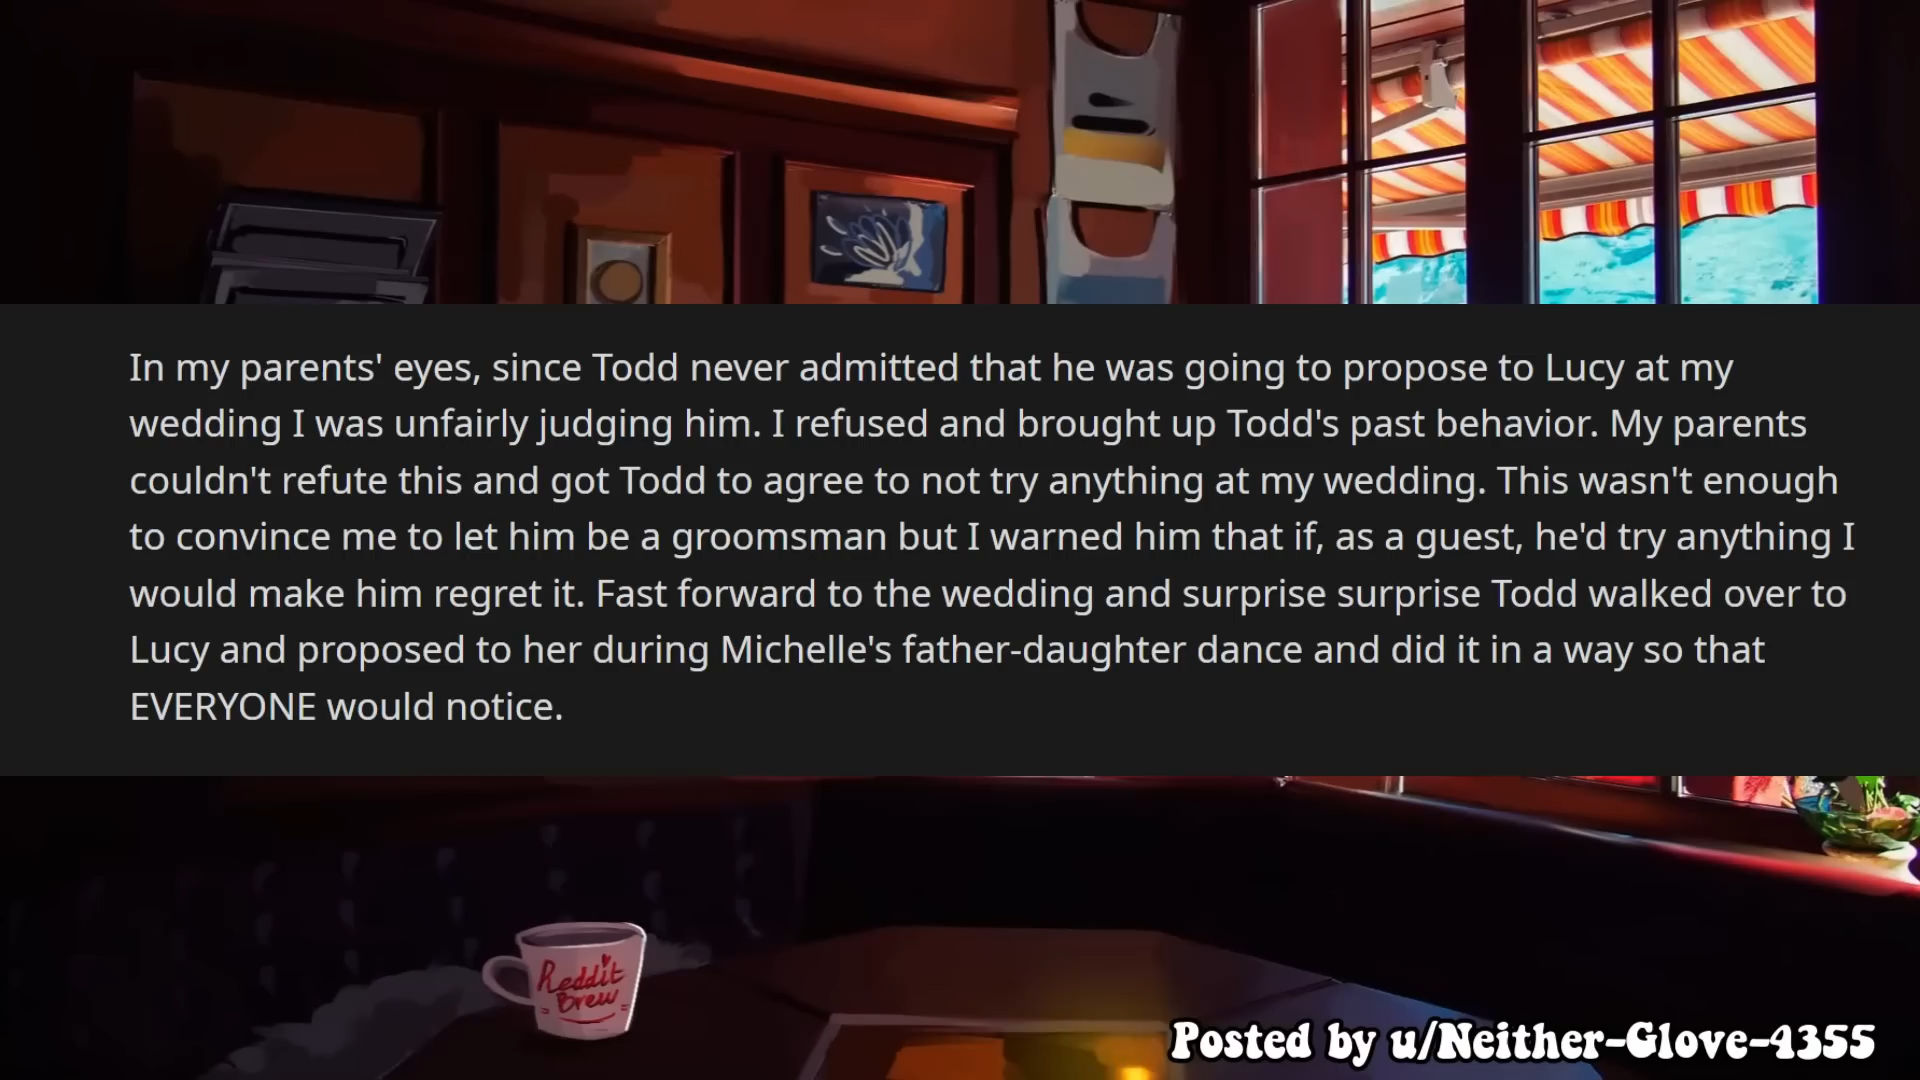 In my parents' eyes, since Todd never admitted that he was going to propose to Lucy at my
wedding I was unfairly judging him. I refused and brought up Todd's past behavior. My parents
couldn't refute this and got Todd to agree to not try anything at my wedding. This wasn't enough
to convince me to let him be a groomsman but I warned him that if, as a guest, he'd try anything I
would make him regret it. Fast forward to the wedding and surprise surprise Todd walked over to
Lucy and proposed to her during Michelle's father-daughter dance and did it in a way so that
EVERYONE would notice.
Reddit
Brew
Posted by u/Neither-Glove-4355